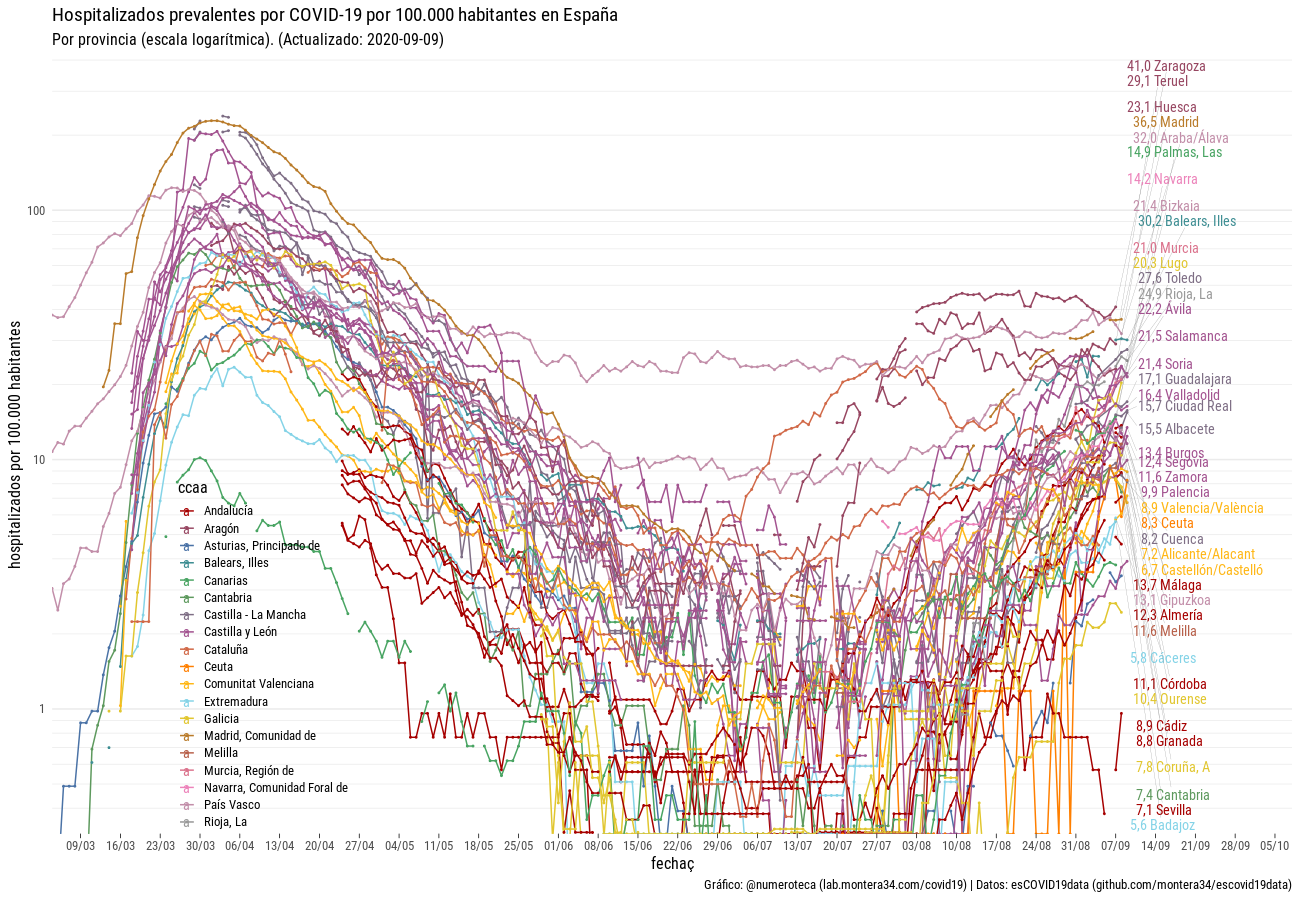 Hospitalizados prevalentes por COVID-19 por 100.000 habitantes en España
Por provincia (escala logarítmica). (Actualizado: 2020-09-09)
hospitalizados por 100.000 habitantes
100
10
1
41,0 Zaragoza
29,1 Teruel
23,1 Huesca
36,5 Madrid
32,0 Araba/Álava
14,9 Palmas, Las
14,2 Navarra
21,4 Bizkaia
30,2 Balears, Illes
21,0 Murcia
20,3 Lugo
27,6 Toledo
24,9 Rioja, La
22,2 Ávila
21,5 Salamanca
21,4 Soria
17,1 Guadalajara
16,4 Valladolid
15,7 Ciudad Real
15,5 Albacete
13,4 Burgos
12,4 Segovia
11,6 Zamora
9,9 Palencia
8,9 Valencia/València
8,3 Ceuta
8,2 Cuenca
7,2 Alicante/Alacant
6,7 Castellón/Castelló
13,7 Málaga
13,1 Gipuzkoa
12,3 Almería
11,6 Melilla
5,8 Cáceres
11,1 Córdoba
10,4 Ourense
8,9 Cádiz
8,8 Granada
7,8 Coruña, A
7,4 Cantabria
7,1 Sevilla
5,6 Badajoz
ccaa
Andalucía
Aragón
Asturias, Principado de
Balears, Illes
Canarias
Cantabria
Castilla - La Mancha
Castilla y León
Cataluña
Ceuta
Comunitat Valenciana
Extremadura
Galicia
Madrid, Comunidad de
Melilla
Murcia, Región de
Navarra, Comunidad Foral de
País Vasco
Rioja, La
09/03 16/03 23/03 30/03 06/04 13/04 20/04 27/04 04/05 11/05 18/05 25/05 01/06 08/06 15/06 22/06 29/06 06/07 13/07 20/07 27/07 03/08 10/08 17/08 24/08 31/08 07/09 14/09 21/09 28/09 05/10
fechaç
Gráfico: @numeroteca (lab.montera34.com/covid19) | Datos: esCOVID19data (github.com/montera34/escovid19data)